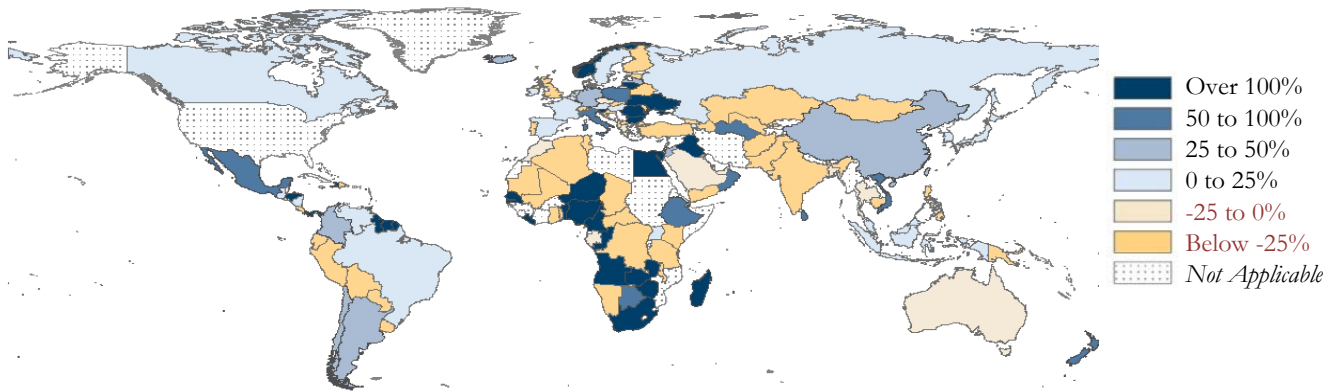 Over 100%
50 to 100%
25 to 50%
0 to 25%
-25 to 0%
Below -25%
Not Applicable